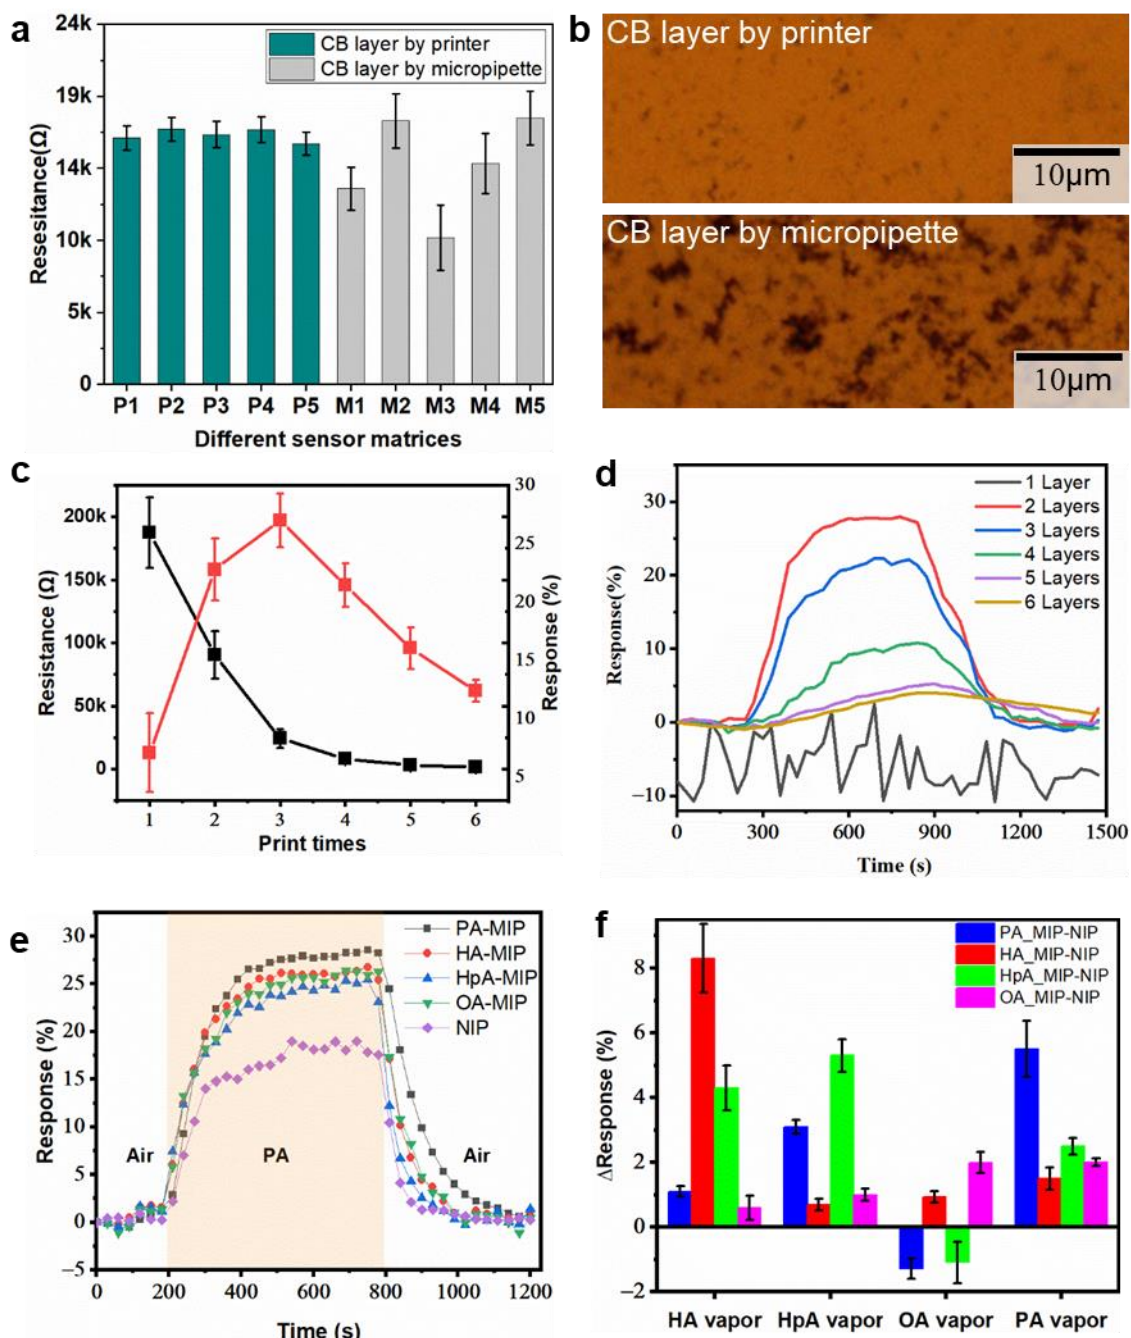 a
24k
19k
14k
10k
5k
0
Resesitance(Ω)
CB layer by printer
CB layer by micropipette
P1 P2 P3 P4 P5 M1 M2 M3 M4 M5
Different sensor matrices
b
CB layer by printer
10μm
CB layer by micropipette
10μm
c
200k
150k
100k
50k
0
Resistance (Ω)
30
25
20
15
10
5
Response (%)
1 2 3 4 5 6
Print times
d
30
20
10
0
−10
Response(%)
1 Layer
2 Layers
3 Layers
4 Layers
5 Layers
6 Layers
0 300 600 900 1200 1500
Time (s)
e
30
25
20
15
10
5
0
−5
Response (%)
PA-MIP
HA-MIP
HpA-MIP
OA-MIP
NIP
Air PA Air
0 200 400 600 800 1000 1200
Time (s)
f
8
6
4
2
0
−2
ΔResponse (%)
PA_MIP-NIP
HA_MIP-NIP
HpA_MIP-NIP
OA_MIP-NIP
HA vapor HpA vapor OA vapor PA vapor